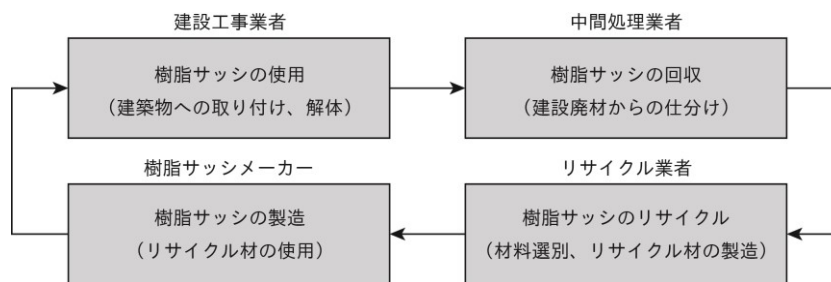 建設工事業者
樹脂サッシの使用
（建築物への取り付け、解体）
中間処理業者
樹脂サッシの回収
（建設廃材からの仕分け）
樹脂サッシメーカー
樹脂サッシの製造
（リサイクル材の使用）
リサイクル業者
樹脂サッシのリサイクル
（材料選別、リサイクル材の製造）